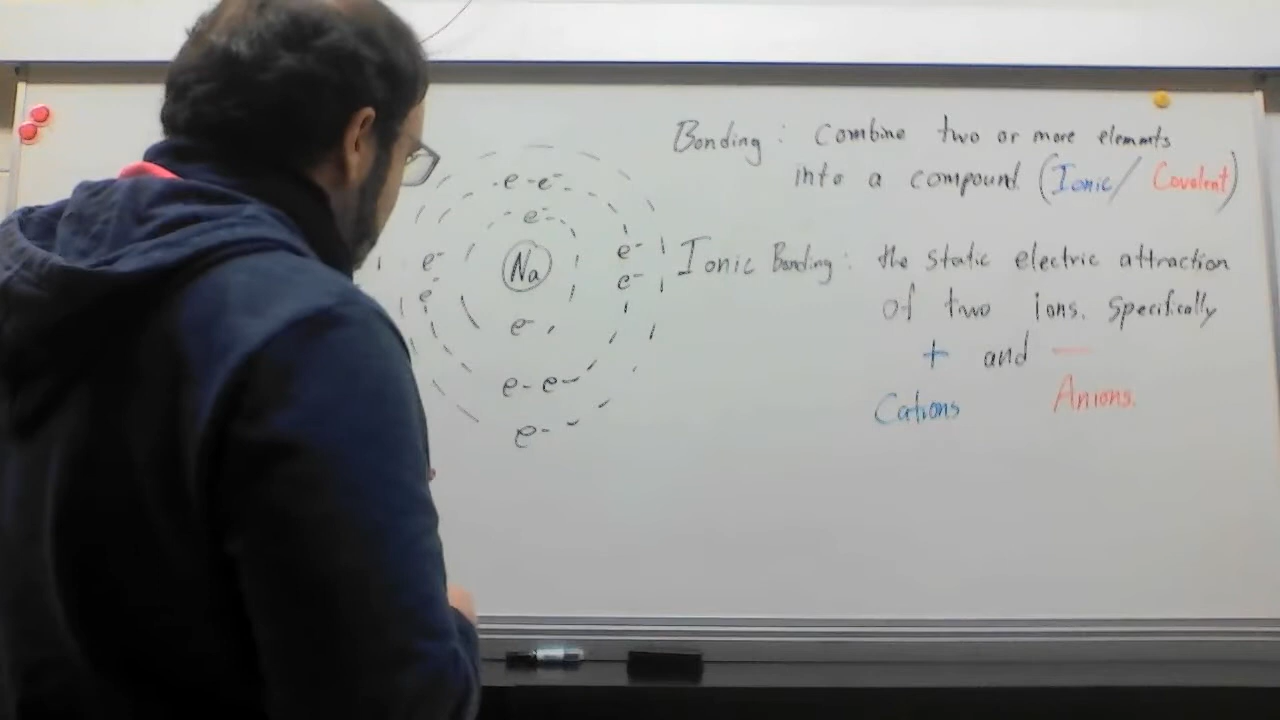 Bonding : Combine two or more elements
into a compound (Ionic/ Covalent)
e- e-
e-
e- Na e-
e- e-
e-
e- e-
e-
Ionic Bonding : the static electric attraction
of two ions. Specifically
+ and —
Cations Anions.